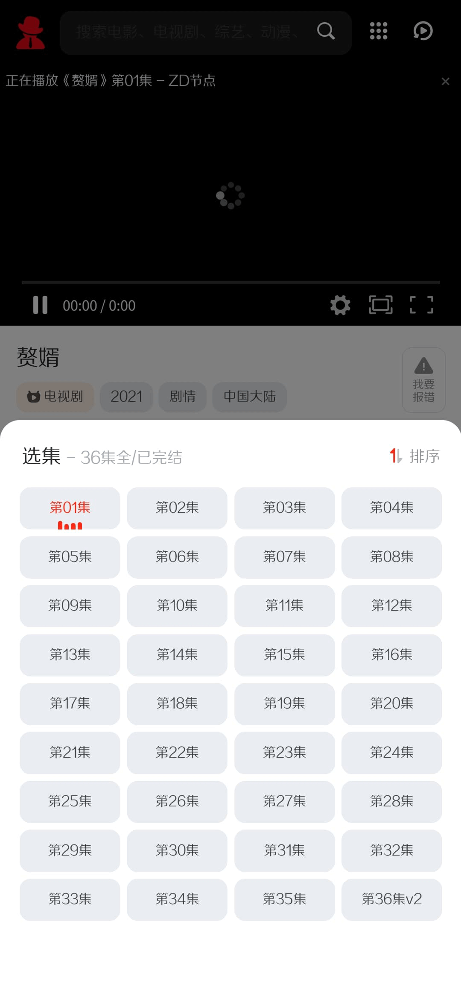 搜索电影、电视剧、综艺、动漫、
正在播放《赘婿》第01集 – ZD节点
00:00 / 0:00
赘婿
我要
报错
电视剧 2021 剧情 中国大陆
选集 – 36集全/已完结 排序
第01集 第02集 第03集 第04集
第05集 第06集 第07集 第08集
第09集 第10集 第11集 第12集
第13集 第14集 第15集 第16集
第17集 第18集 第19集 第20集
第21集 第22集 第23集 第24集
第25集 第26集 第27集 第28集
第29集 第30集 第31集 第32集
第33集 第34集 第35集 第36集v2